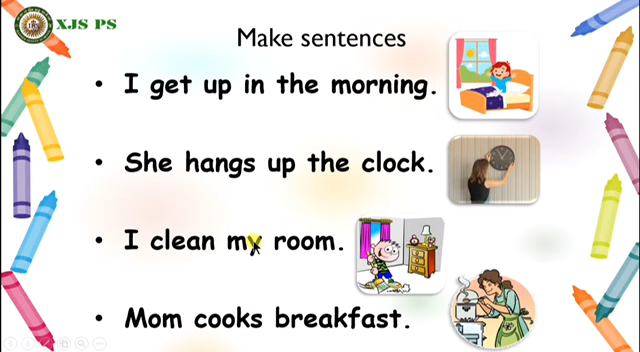 XJS PS
Make sentences
• I get up in the morning.
• She hangs up the clock.
• I clean my room.
• Mom cooks breakfast.